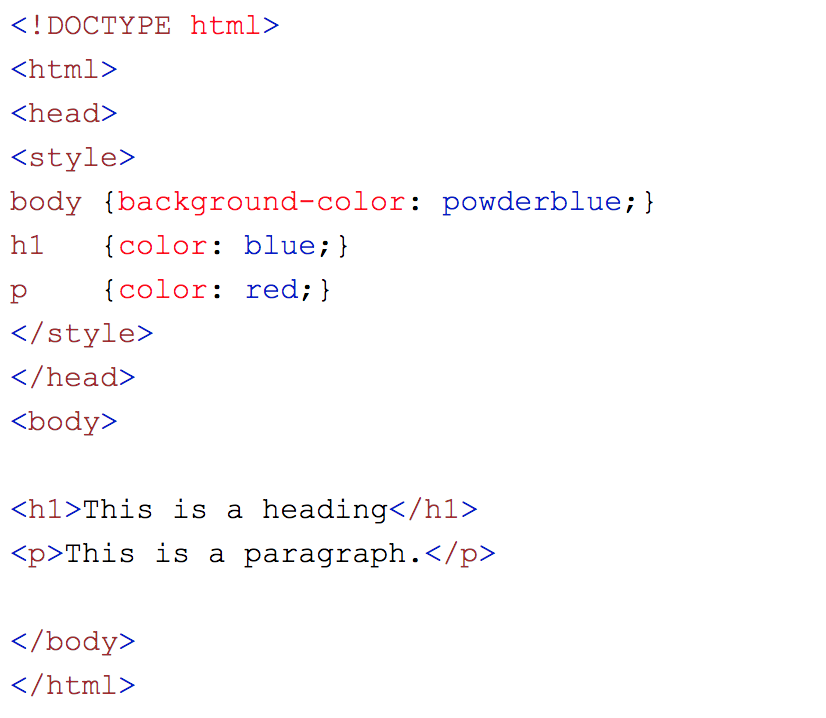 <!DOCTYPE html>
<html>
<head>
<style>
body {background-color: powderblue;}
h1   {color: blue;}
p    {color: red;}
</style>
</head>
<body>

<h1>This is a heading</h1>
<p>This is a paragraph.</p>

</body>
</html>